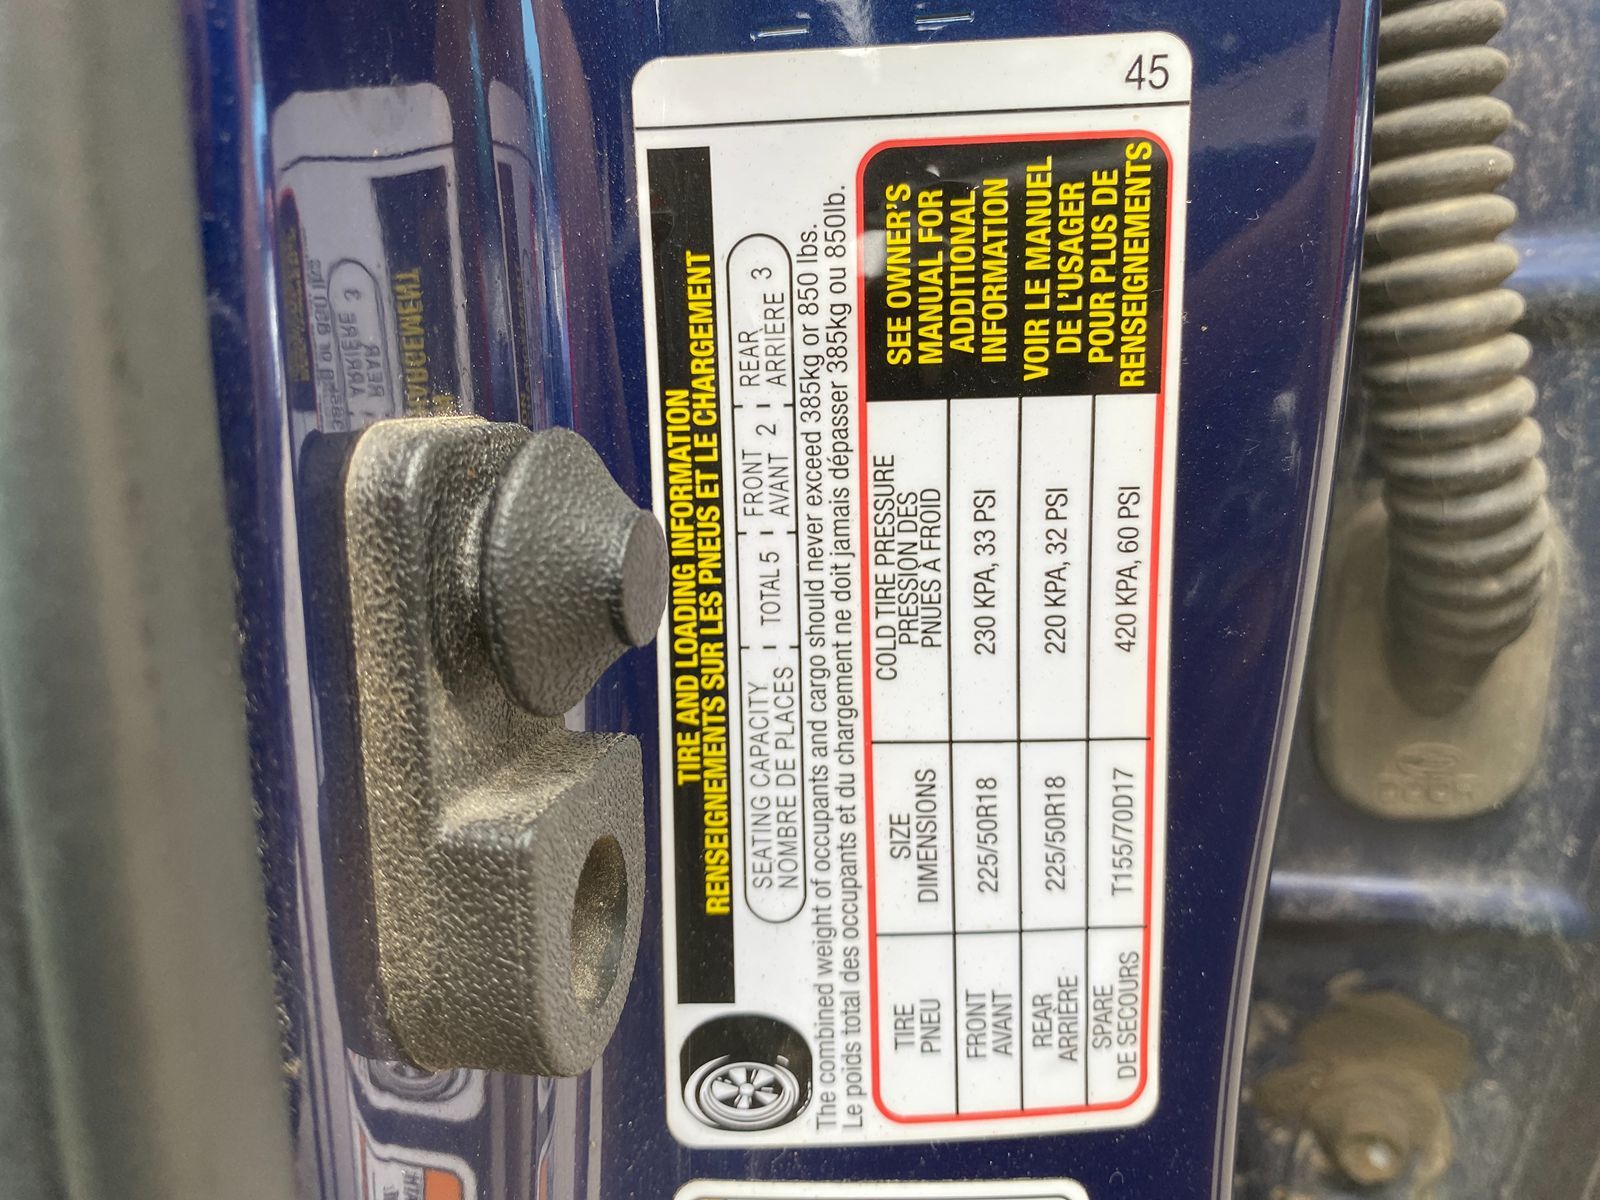 45
TIRE AND LOADING INFORMATION
RENSEIGNEMENTS SUR LES PNEUS ET LE CHARGEMENT
SEATING CAPACITY TOTAL 5 FRONT 2 REAR 3
NOMBRE DE PLACES AVANT ARRIÈRE
The combined weight of occupants and cargo should never exceed 385kg or 850 lbs.
Le poids total des occupants et du chargement ne doit jamais dépasser 385kg ou 850lb.
TIRE SIZE COLD TIRE PRESSURE
PNEU DIMENSIONS PRESSION DES
PNUES À FROID
FRONT 225/50R18 230 KPA, 33 PSI
AVANT
REAR 225/50R18 220 KPA, 32 PSI
ARRIÈRE
SPARE T155/70D17 420 KPA, 60 PSI
DE SECOURS
SEE OWNER'S
MANUAL FOR
ADDITIONAL
INFORMATION
VOIR LE MANUEL
DE L'USAGER
POUR PLUS DE
RENSEIGNEMENTS